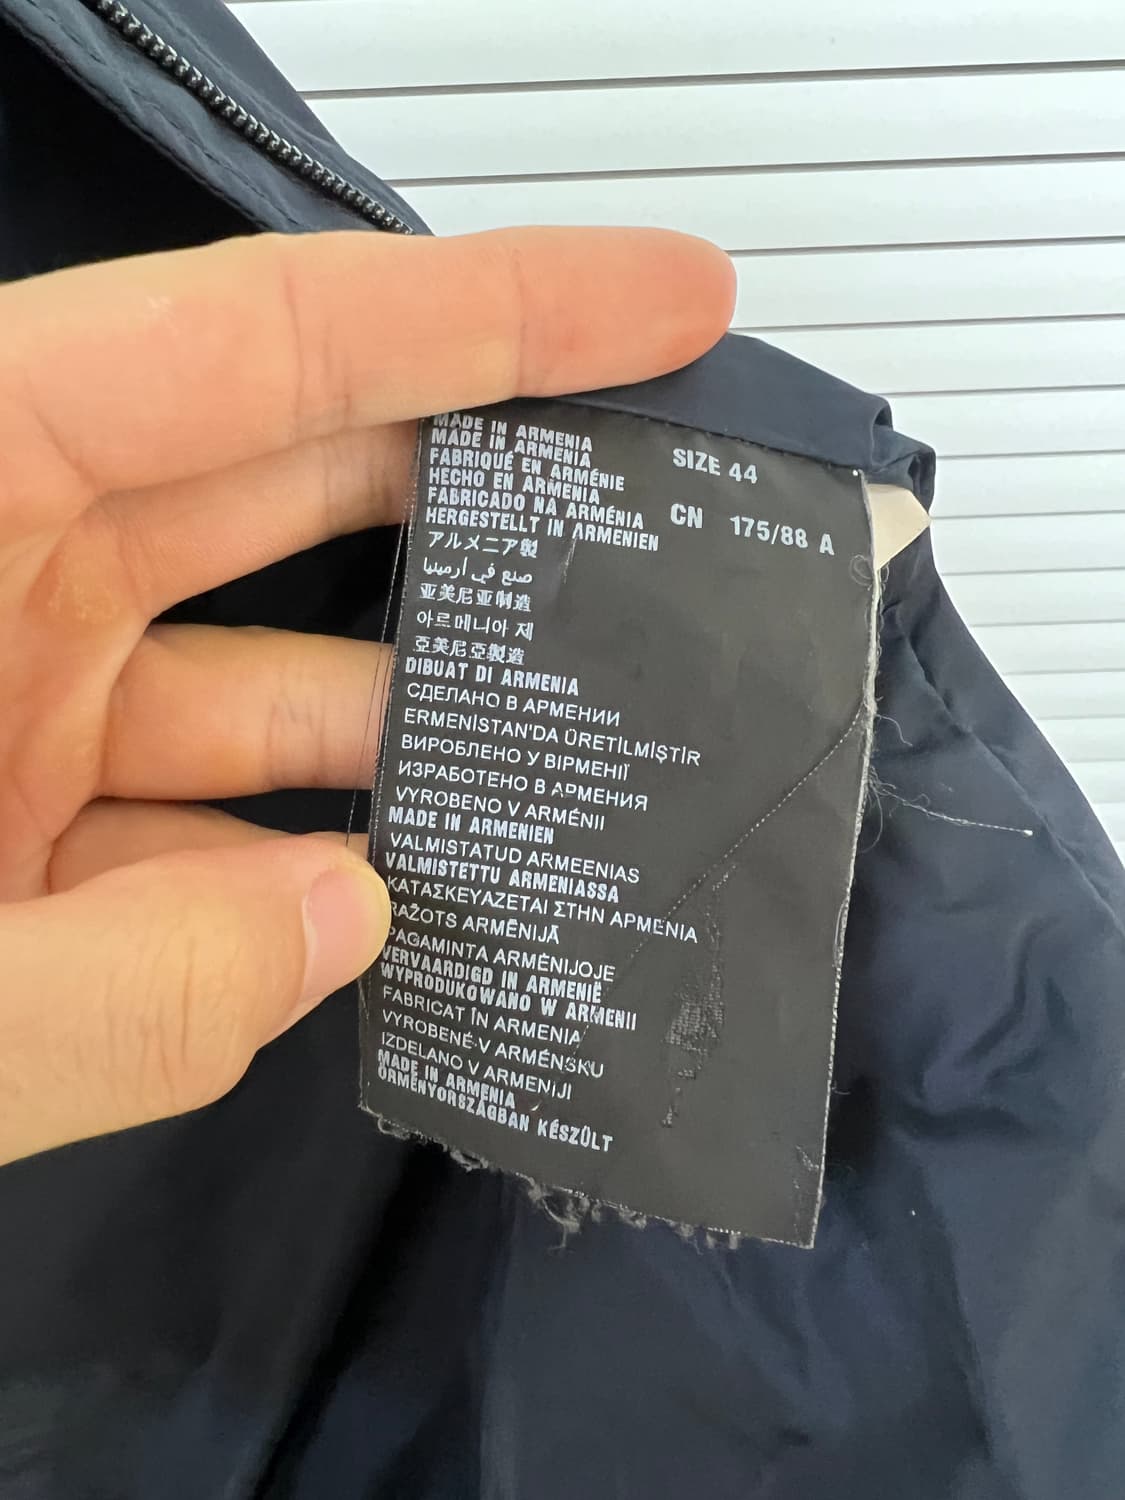 MADE IN ARMENIA
MADE IN ARMENIA
FABRIQUÉ EN ARMÉNIE
HECHO EN ARMENIA
FABRICADO NA ARMÉNIA
HERGESTELLT IN ARMENIEN
アルメニア製
صنع في أرمينيا
亚美尼亚制造
아르메니아 제
亞美尼亞製造
DIBUAT DI ARMENIA
СДЕЛАНО В АРМЕНИИ
ERMENİSTAN'DA ÜRETİLMİŞTİR
ВИРОБЛЕНО У ВІРМЕНІЇ
ИЗРАБОТЕНО В АРМЕНИЯ
VYROBENO V ARMÉNII
MADE IN ARMENIEN
VALMISTATUD ARMEENIAS
VALMISTETTU ARMENIASSA
ΚΑΤΑΣΚΕΥΑΖΕΤΑΙ ΣΤΗΝ ΑΡΜΕΝΙΑ
RAŽOTS ARMĒNIJĀ
PAGAMINTA ARMĖNIJOJE
VERVAARDIGD IN ARMENIË
WYPRODUKOWANO W ARMENII
FABRICAT ÎN ARMENIA
VYROBENÉ V ARMÉNSKU
IZDELANO V ARMENIJI
MADE IN ARMENIA
ÖRMÉNYORSZÁGBAN KÉSZÜLT
SIZE 44
CN 175/88 A